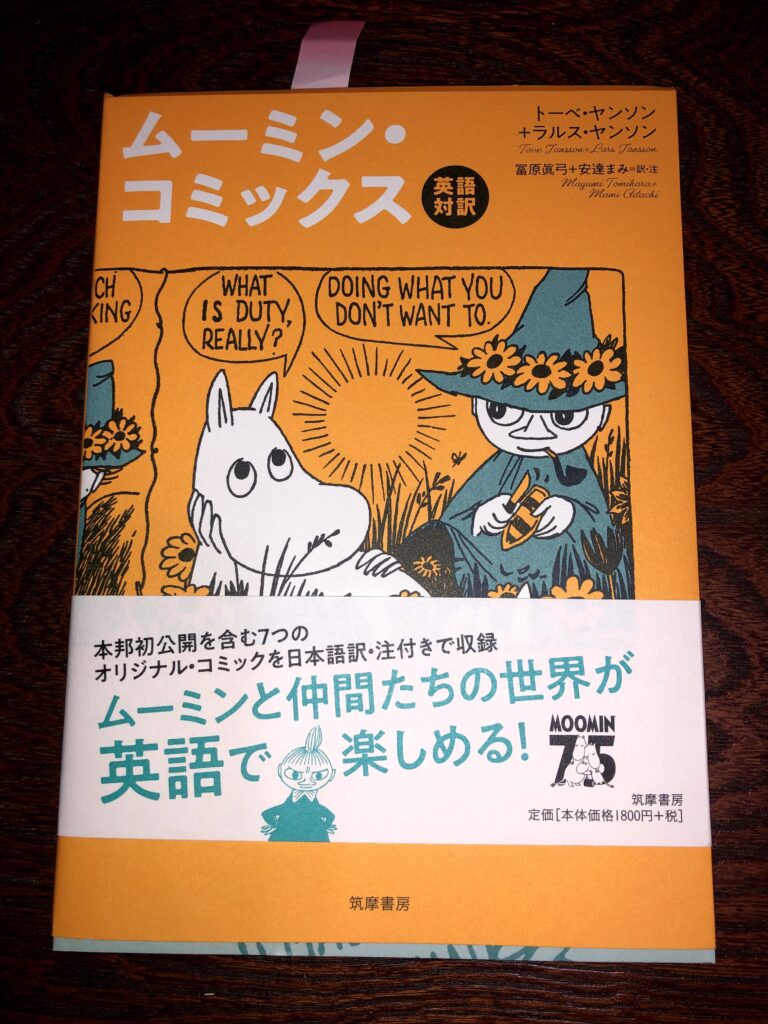 ムーミン・
コミックス
英語
対訳
トーベ・ヤンソン
+ラルス・ヤンソン
Tove Jansson+Lars Jansson
冨原眞弓+安達まみ=訳・注
Mayumi Tomihara+
Mami Adachi
CH
KING
WHAT
IS DUTY,
REALLY?
DOING WHAT YOU
DON'T WANT TO.
本邦初公開を含む7つの
オリジナル・コミックを日本語訳・注付きで収録
ムーミンと仲間たちの世界が
英語で楽しめる!
MOOMIN
75
筑摩書房
定価[本体価格1800円+税]
筑摩書房